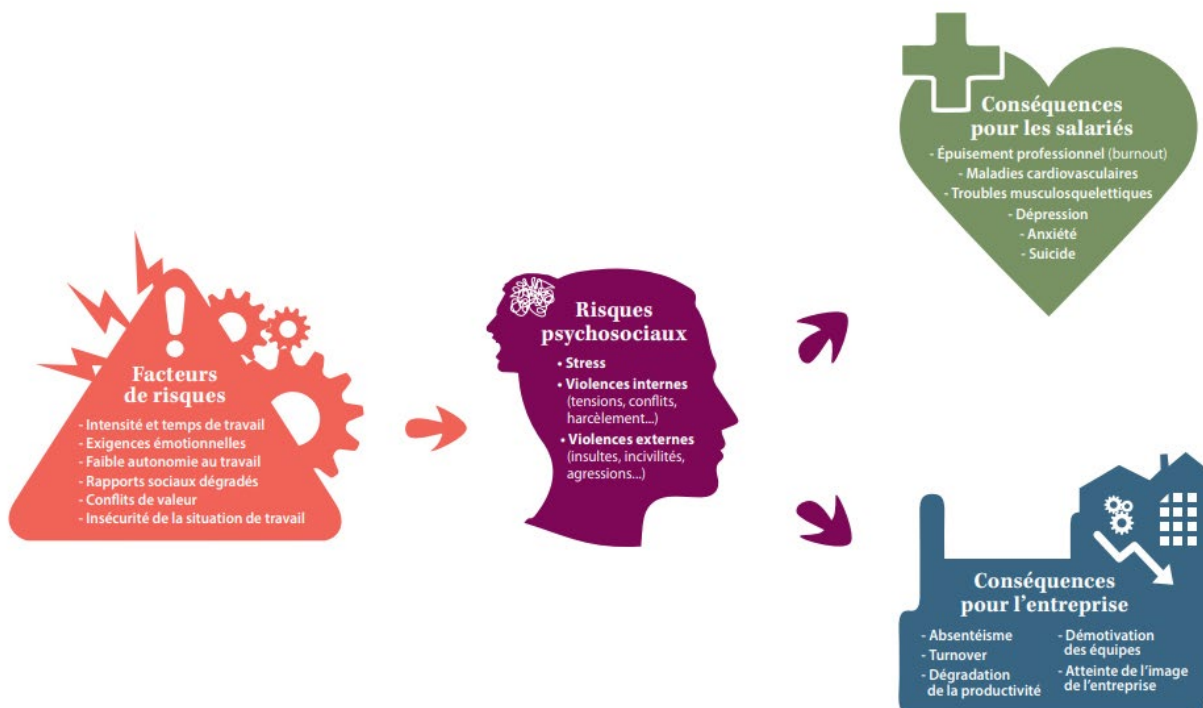 Facteurs
de risques
- Intensité et temps de travail
- Exigences émotionnelles
- Faible autonomie au travail
- Rapports sociaux dégradés
- Conflits de valeur
- Insécurité de la situation de travail
Risques
psychosociaux
• Stress
• Violences internes
(tensions, conflits,
harcèlement...)
• Violences externes
(insultes, incivilités,
agressions...)
Conséquences
pour les salariés
- Épuisement professionnel (burnout)
- Maladies cardiovasculaires
- Troubles musculosquelettiques
- Dépression
- Anxiété
- Suicide
Conséquences
pour l'entreprise
- Absentéisme
- Turnover
- Dégradation
de la productivité
- Démotivation
des équipes
- Atteinte de l'image
de l'entreprise